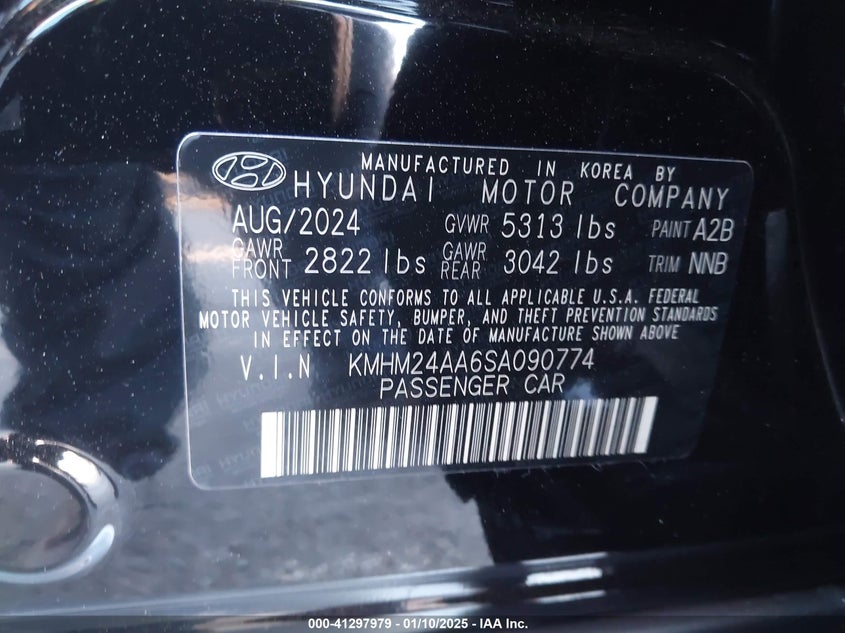 MANUFACTURED IN KOREA BY
HYUNDAI MOTOR COMPANY
AUG/2024 GVWR 5313 lbs PAINT A2B
GAWR FRONT 2822 lbs GAWR REAR 3042 lbs TRIM NNB
THIS VEHICLE CONFORMS TO ALL APPLICABLE U.S.A. FEDERAL
MOTOR VEHICLE SAFETY, BUMPER, AND THEFT PREVENTION STANDARDS
IN EFFECT ON THE DATE OF MANUFACTURE SHOWN ABOVE
V.I.N KMHM24AA6SA090774
PASSENGER CAR
000-41297979 — 01/10/2025 - IAA Inc.